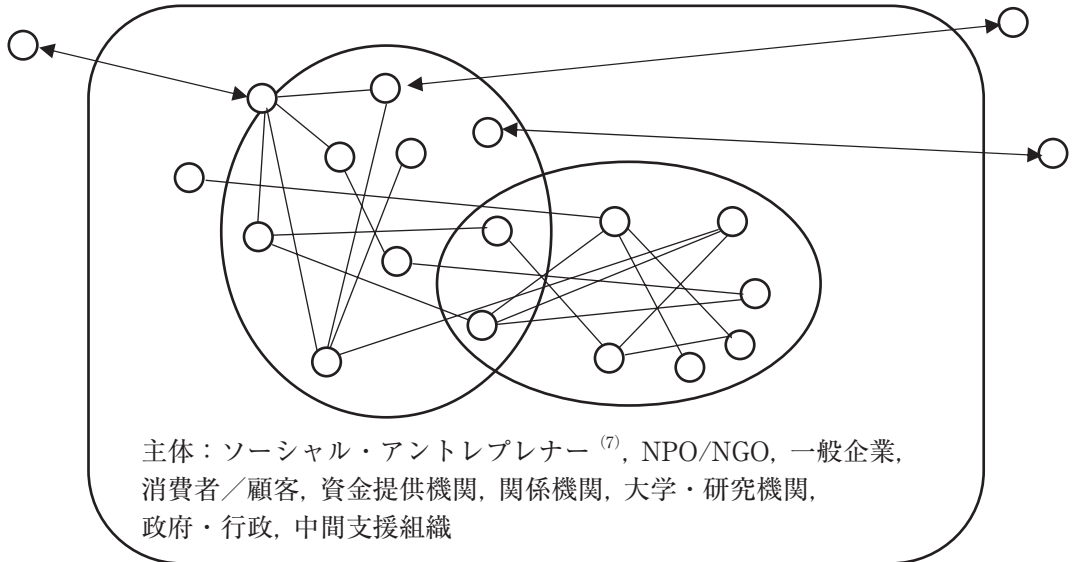 主体：ソーシャル・アントレプレナー (7), NPO/NGO, 一般企業,
消費者／顧客, 資金提供機関, 関係機関, 大学・研究機関,
政府・行政, 中間支援組織